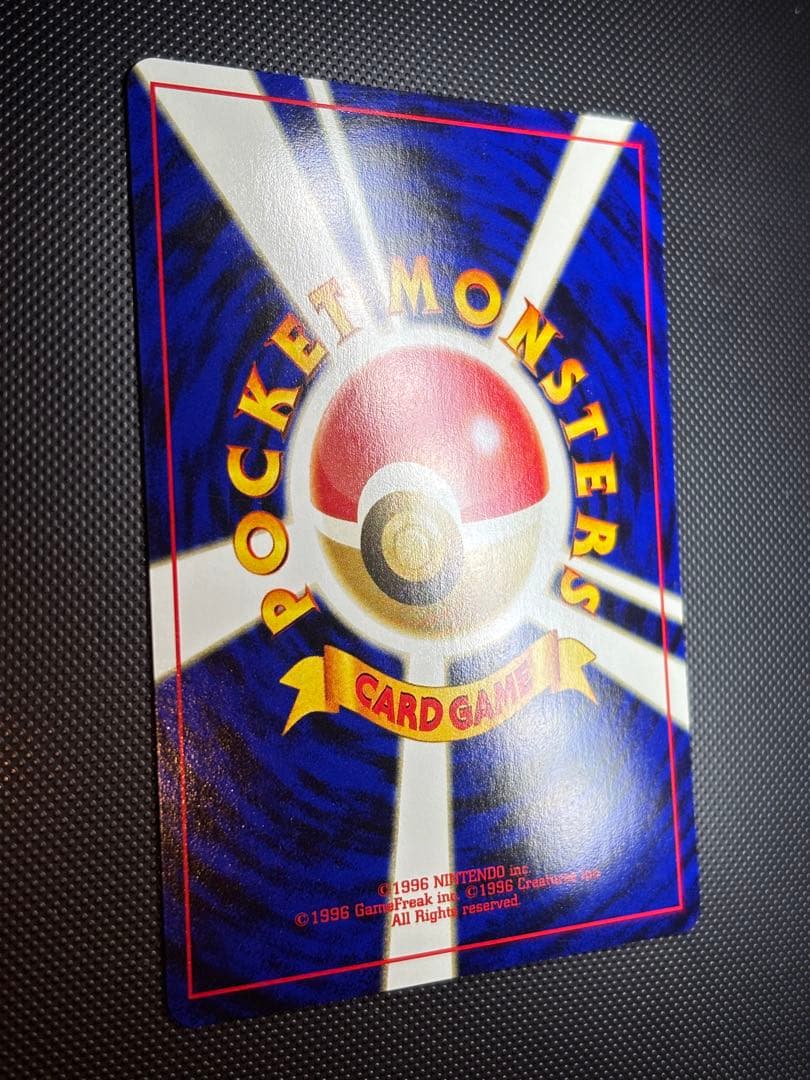 POCKET MONSTERS
CARD GAME
©1996 NINTENDO inc.
©1996 GameFreak inc. ©1996 Creatures inc.
All Rights reserved.